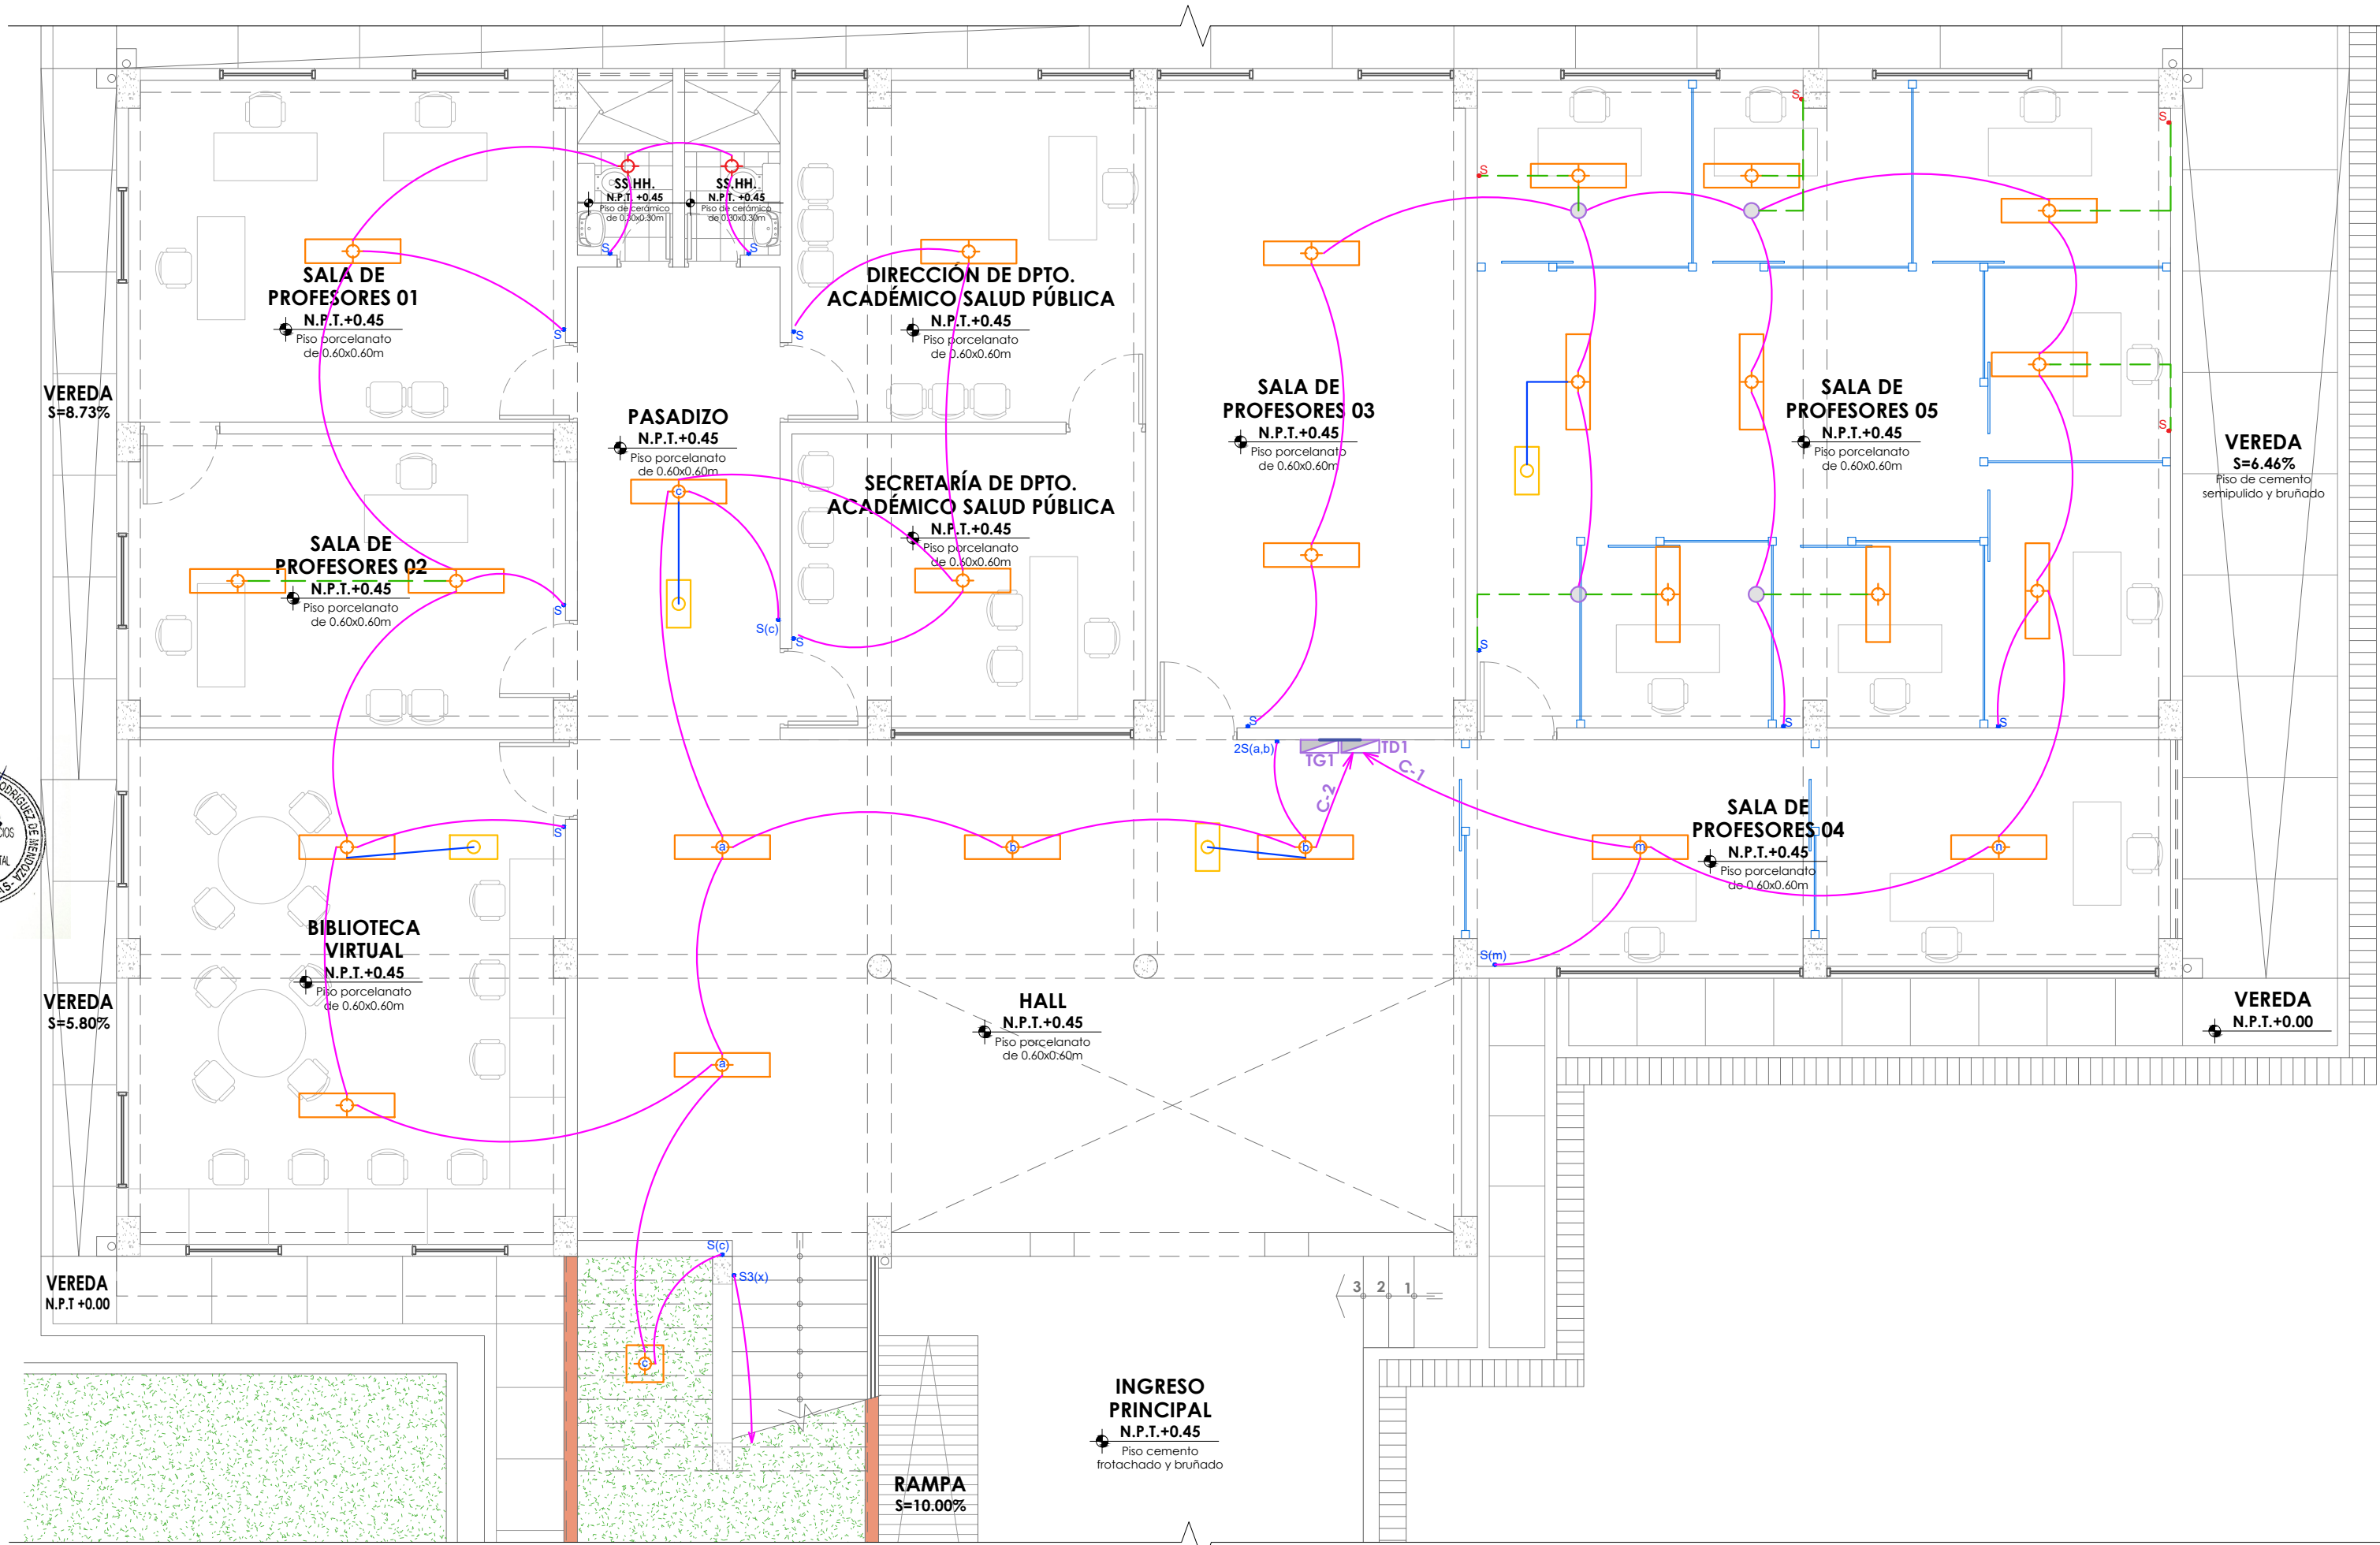 S
S
S
SS.HH.
N.P.T. +0.45
Piso de cerámico
de 0.30x0.30m
SS.HH.
N.P.T. +0.45
Piso de cerámico
de 0.30x0.30m
S
S
SALA DE
PROFESORES 01
N.P.T.+0.45
Piso porcelanato
de 0.60x0.60m
S
DIRECCIÓN DE DPTO.
ACADÉMICO SALUD PÚBLICA
N.P.T.+0.45
Piso porcelanato
de 0.60x0.60m
S
VEREDA
S=8.73%
PASADIZO
N.P.T.+0.45
Piso porcelanato
de 0.60x0.60m
c
SALA DE
PROFESORES 03
N.P.T.+0.45
Piso porcelanato
de 0.60x0.60m
SALA DE
PROFESORES 05
N.P.T.+0.45
Piso porcelanato
de 0.60x0.60m
S
VEREDA
S=6.46%
Piso de cemento
semipulido y bruñado
SECRETARÍA DE DPTO.
ACADÉMICO SALUD PÚBLICA
N.P.T.+0.45
Piso porcelanato
de 0.60x0.60m
SALA DE
PROFESORES 02
N.P.T.+0.45
Piso porcelanato
de 0.60x0.60m
S
S(c)
S
S
S
S
S
2S(a,b)
TG1
TD1
C-1
C-2
S
a
b
b
m
n
SALA DE
PROFESORES 04
N.P.T.+0.45
Piso porcelanato
de 0.60x0.60m
S(m)
RODRIGUEZ DE MENDOZA
BIBLIOTECA
VIRTUAL
N.P.T.+0.45
Piso porcelanato
de 0.60x0.60m
VEREDA
S=5.80%
HALL
N.P.T.+0.45
Piso porcelanato
de 0.60x0.60m
VEREDA
N.P.T.+0.00
a
S(c)
S3(x)
VEREDA
N.P.T +0.00
3 2 1
c
INGRESO
PRINCIPAL
N.P.T.+0.45
Piso cemento
frotachado y bruñado
RAMPA
S=10.00%